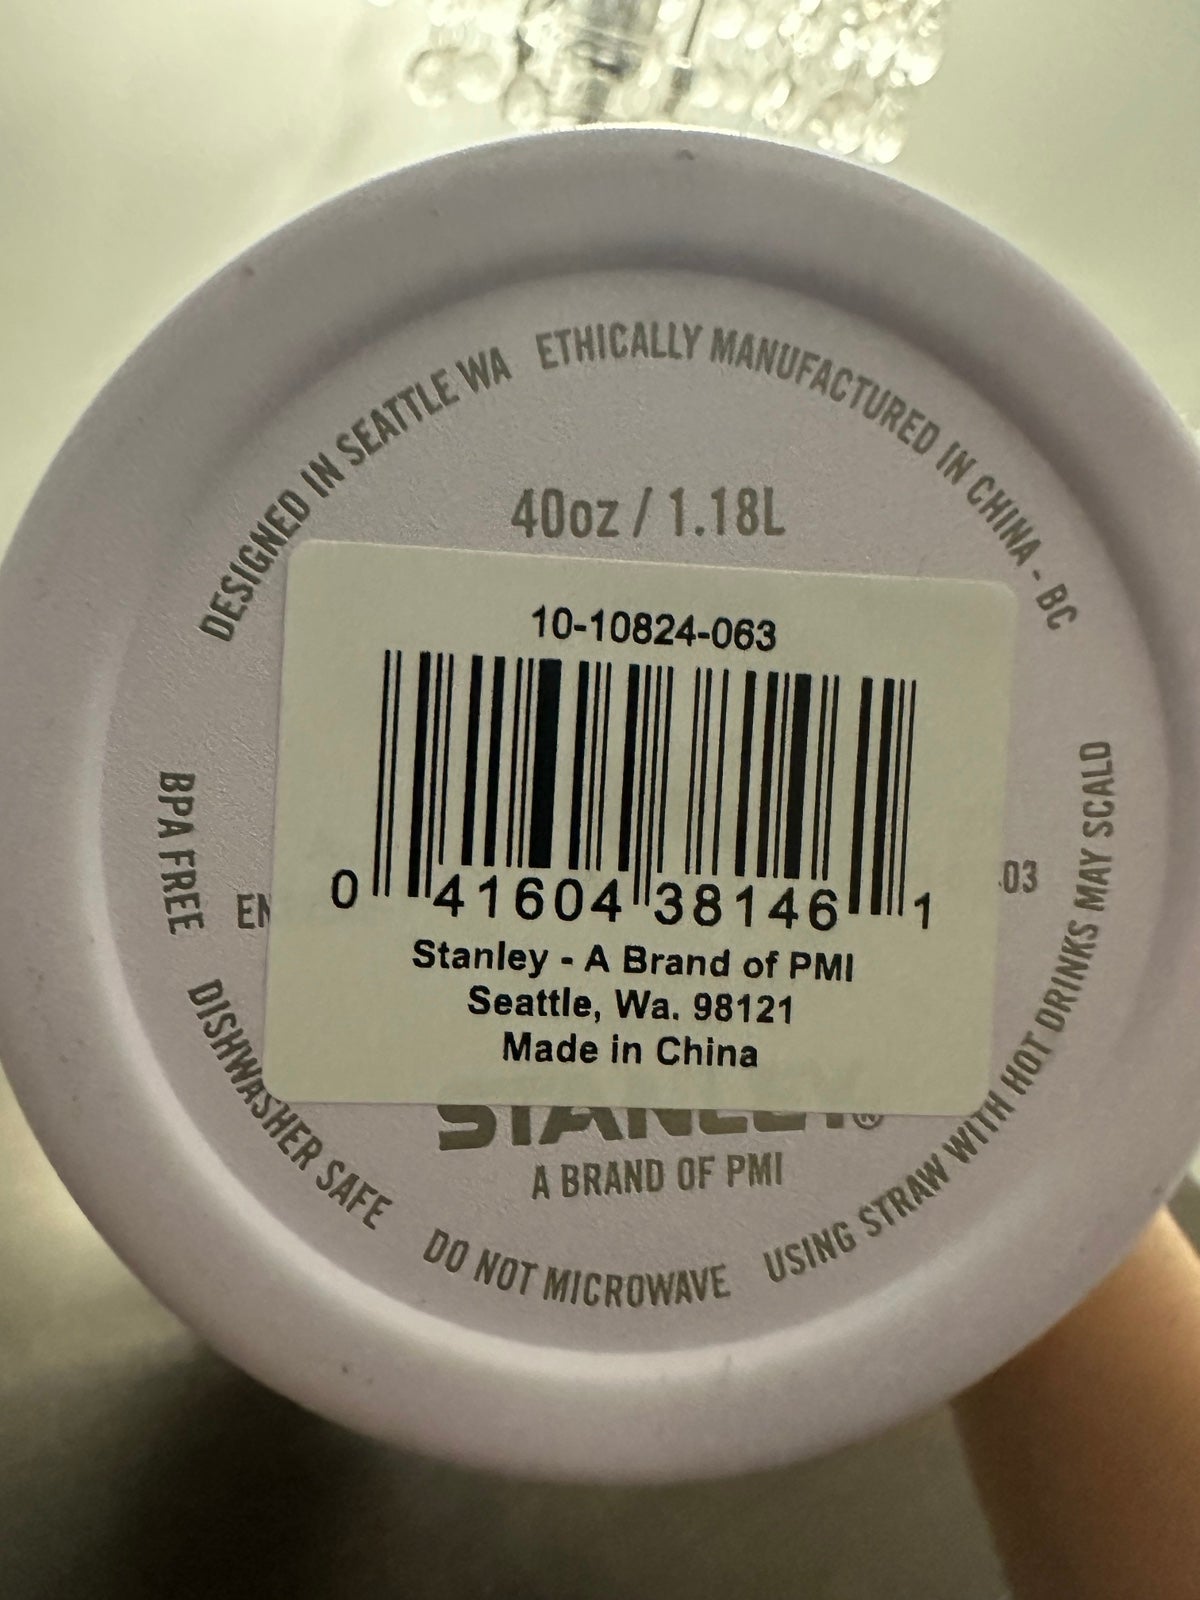 DESIGNED IN SEATTLE WA
ETHICALLY MANUFACTURED IN CHINA - BC
40oz / 1.18L
10-10824-063
0 41604 38146 1
Stanley - A Brand of PMI
Seattle, Wa. 98121
Made in China
03
STANLEY®
A BRAND OF PMI
BPA FREE
DISHWASHER SAFE
DO NOT MICROWAVE
USING STRAW WITH HOT DRINKS MAY SCALD